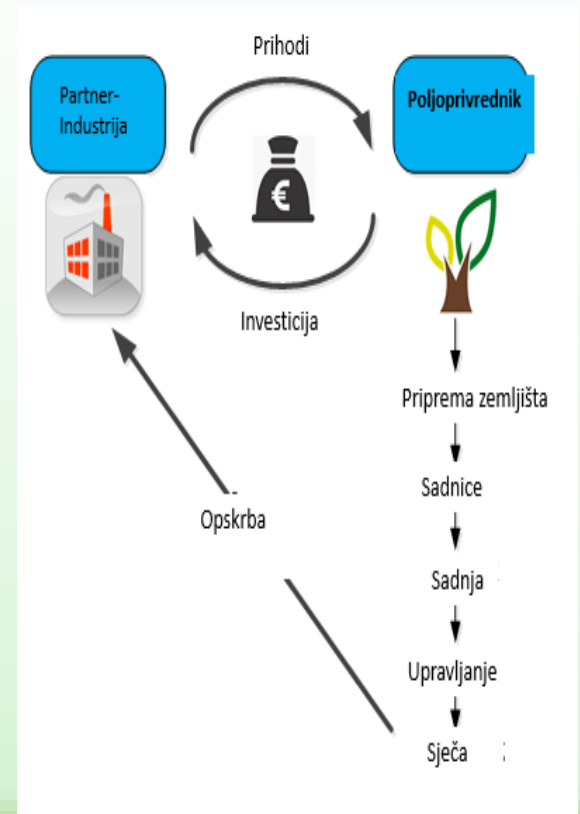 Prihodi
Partner-
Industrija
Poljoprivrednik
€
Investicija
Priprema zemljišta
Sadnice
Opskrba
Sadnja
Upravljanje
Sječa